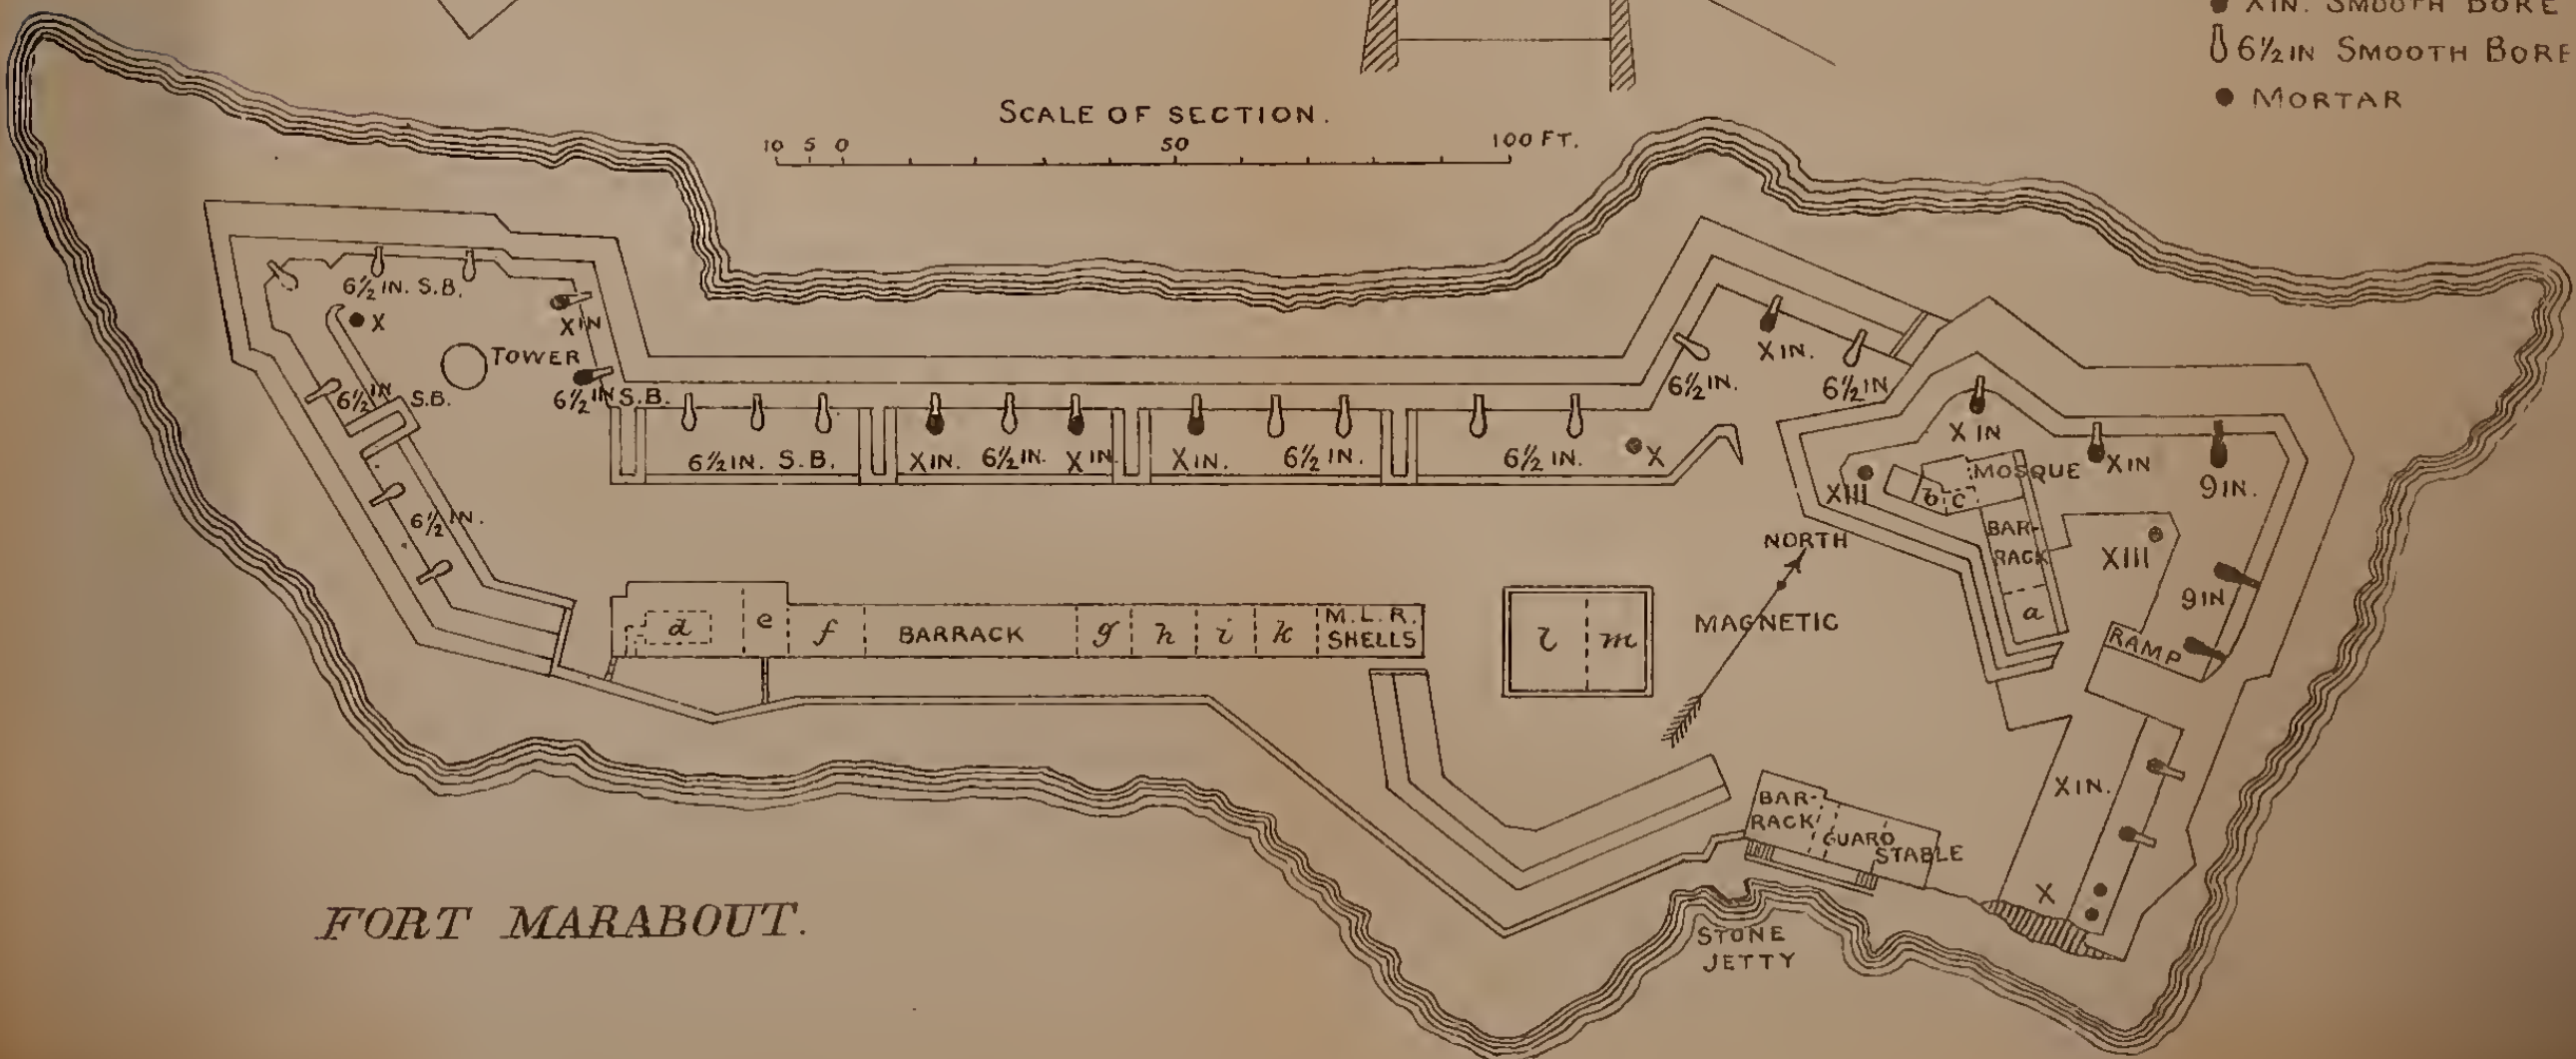 XIN. SMOOTH BORE
6½IN SMOOTH BORE
MORTAR
SCALE OF SECTION.
10 5 0 50 100 FT.
6½ IN. S.B.
X
XIN
TOWER
6½IN S.B.
6½IN S.B.
6½IN.
6½IN. S.B.
XIN.
6½IN.
XIN
XIN.
6½IN.
6½IN.
X
6½IN.
XIN.
6½IN
XIN
XIN
9IN.
MOSQUE
XIII
b
c
BAR-
RACK
XIII
a
9IN
RAMP
NORTH
MAGNETIC
d
e
f
BARRACK
g
h
i
k
M.L.R.
SHELLS
l
m
BAR-
RACK
GUARD
STABLE
XIN.
X
STONE
JETTY
FORT MARABOUT.